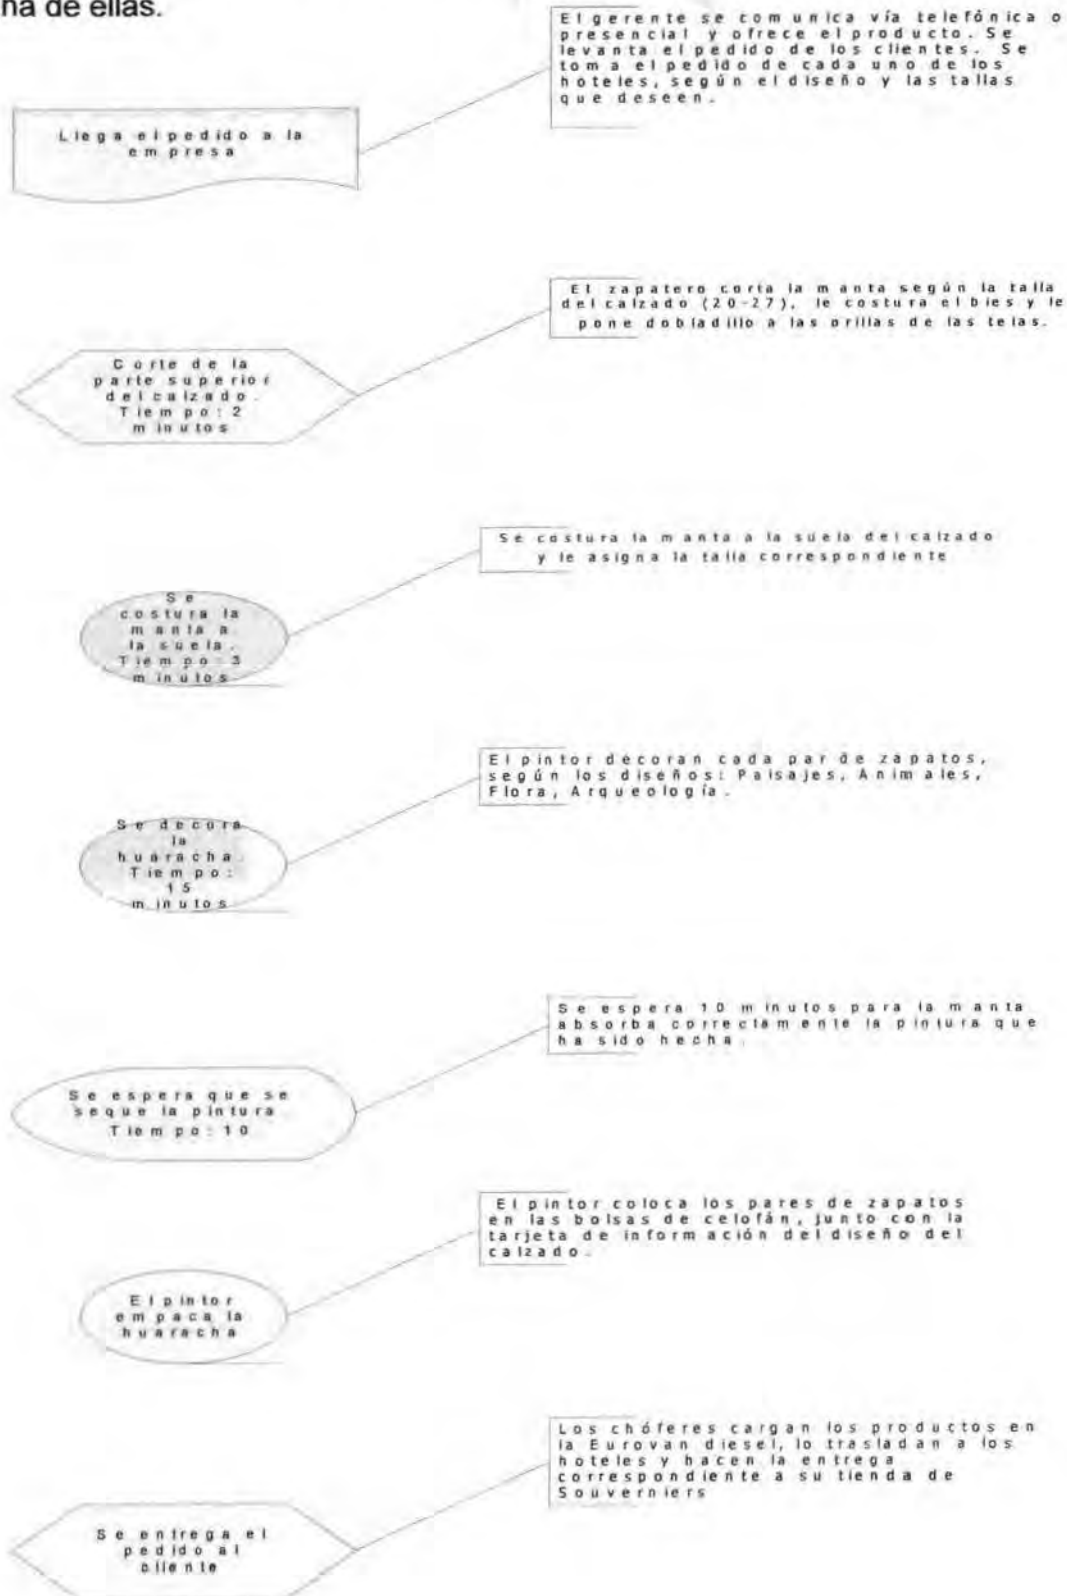 na de ellas.
El gerente se comunica vía telefónica o
presencial y ofrece el producto. Se
levanta el pedido de los clientes. Se
toma el pedido de cada uno de los
hoteles, según el diseño y las tallas
que deseen.
Llega el pedido a la
empresa
El zapatero corta la manta según la talla
del calzado (20-27), le costura el bies y le
pone dobladillo a las orillas de las telas.
Corte de la
parte superior
del calzado.
Tiempo: 2
minutos
Se costura la manta a la suela del calzado
y le asigna la talla correspondiente
Se
costura la
manta a
la suela.
Tiempo: 3
minutos
El pintor decoran cada par de zapatos,
según los diseños: Paisajes, Animales,
Flora, Arqueología.
Se decora
la
huaracha.
Tiempo:
15
minutos
Se espera 10 minutos para la manta
absorba correctamente la pintura que
ha sido hecha.
Se espera que se
seque la pintura
Tiempo: 10
El pintor coloca los pares de zapatos
en las bolsas de celofán, junto con la
tarjeta de información del diseño del
calzado.
El pintor
empaca la
huaracha
Los chóferes cargan los productos en
la Eurovan diesel, lo trasladan a los
hoteles y hacen la entrega
correspondiente a su tienda de
Souverniers
Se entrega el
pedido al
cliente